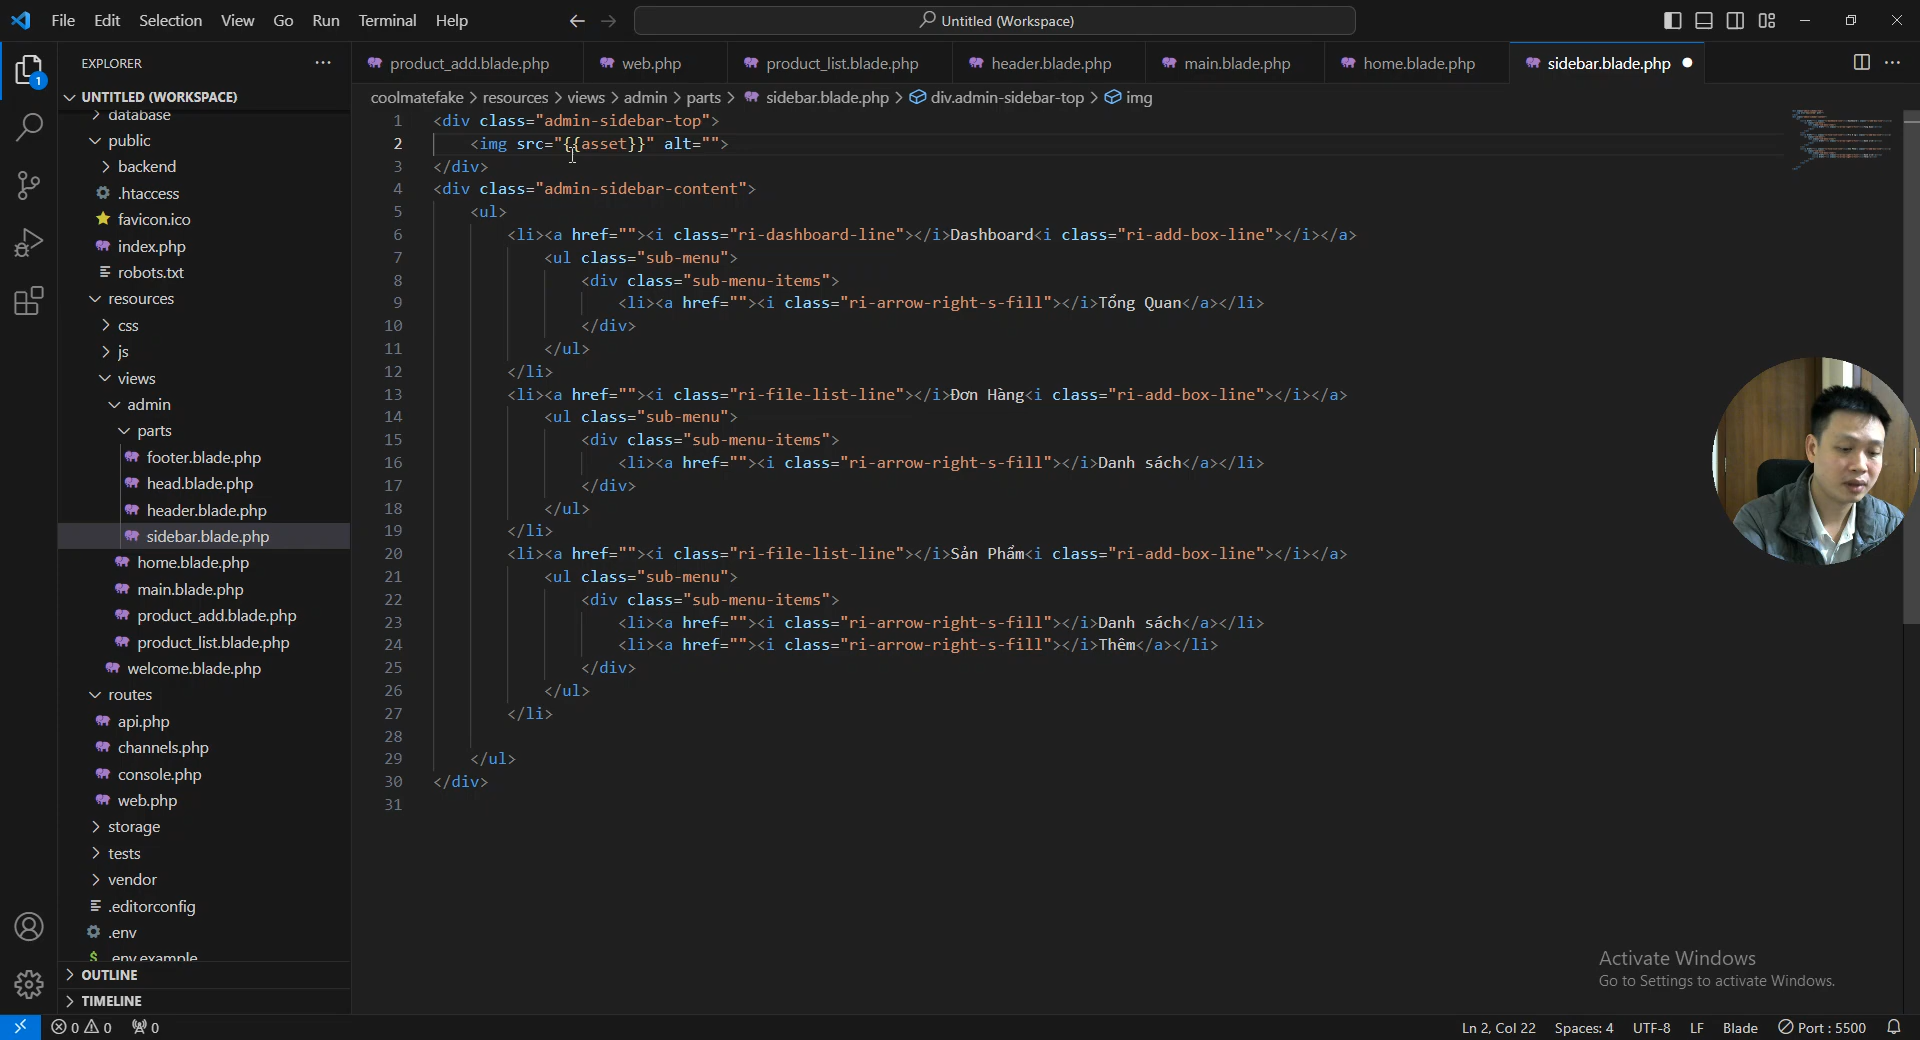 File Edit Selection View Go Run Terminal Help
Untitled (Workspace)
EXPLORER
UNTITLED (WORKSPACE)
database
public
backend
.htaccess
favicon.ico
index.php
robots.txt
resources
css
js
views
admin
parts
footer.blade.php
head.blade.php
header.blade.php
sidebar.blade.php
home.blade.php
main.blade.php
product_add.blade.php
product_list.blade.php
welcome.blade.php
routes
api.php
channels.php
console.php
web.php
storage
tests
vendor
.editorconfig
.env
.env.example
OUTLINE
TIMELINE
product_add.blade.php web.php product_list.blade.php header.blade.php main.blade.php home.blade.php sidebar.blade.php
coolmatefake > resources > views > admin > parts > sidebar.blade.php > div.admin-sidebar-top > img
1 <div class="admin-sidebar-top">
2 <img src="{{asset}}" alt="">
3 </div>
4 <div class="admin-sidebar-content">
5 <ul>
6 <li><a href=""><i class="ri-dashboard-line"></i>Dashboard<i class="ri-add-box-line"></i></a>
7 <ul class="sub-menu">
8 <div class="sub-menu-items">
9 <li><a href=""><i class="ri-arrow-right-s-fill"></i>Tổng Quan</a></li>
10 </div>
11 </ul>
12 </li>
13 <li><a href=""><i class="ri-file-list-line"></i>Đơn Hàng<i class="ri-add-box-line"></i></a>
14 <ul class="sub-menu">
15 <div class="sub-menu-items">
16 <li><a href=""><i class="ri-arrow-right-s-fill"></i>Danh sách</a></li>
17 </div>
18 </ul>
19 </li>
20 <li><a href=""><i class="ri-file-list-line"></i>Sản Phẩm<i class="ri-add-box-line"></i></a>
21 <ul class="sub-menu">
22 <div class="sub-menu-items">
23 <li><a href=""><i class="ri-arrow-right-s-fill"></i>Danh sách</a></li>
24 <li><a href=""><i class="ri-arrow-right-s-fill"></i>Thêm</a></li>
25 </div>
26 </ul>
27 </li>
28
29 </ul>
30 </div>
31
Activate Windows
Go to Settings to activate Windows.
1
0 0 0
Ln 2, Col 22 Spaces: 4 UTF-8 LF Blade Port : 5500